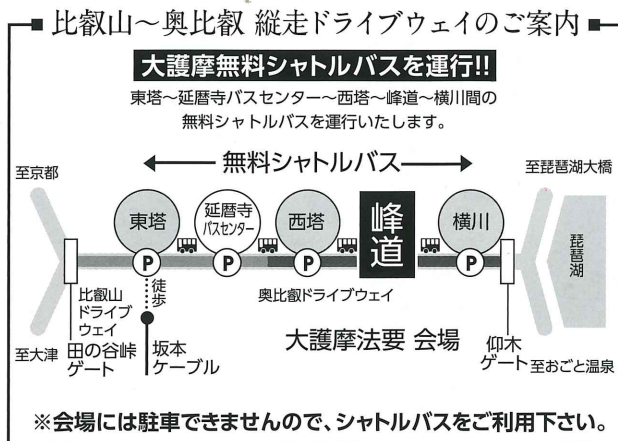 比叡山～奥比叡 縦走ドライブウェイのご案内
大護摩無料シャトルバスを運行!!
東塔～延暦寺バスセンター～西塔～峰道～横川間の
無料シャトルバスを運行いたします。
無料シャトルバス
至京都
至琵琶湖大橋
東塔
延暦寺
バスセンター
西塔
峰道
横川
琵琶湖
P
P
P
P
比叡山
ドライブ
ウェイ
徒歩
奥比叡ドライブウェイ
至大津
田の谷峠
ゲート
坂本
ケーブル
大護摩法要 会場
仰木
ゲート
至おごと温泉
※会場には駐車できませんので、シャトルバスをご利用下さい。